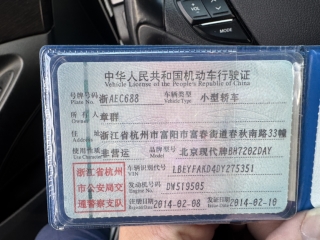 中华人民共和国机动车行驶证
Vehicle License of the People's Republic of China
号牌号码 浙AEC688 车辆类型 小型轿车
Plate No. Vehicle Type
所有人 章群
Owner
住址 浙江省杭州市富阳市富春街道春秋南路33幢
使用性质 非营运 品牌型号 北京现代牌BH7202DAY
浙江省杭州
市公安局交
通警察支队
车辆识别代号 LBEYFAKD4DY275351
VIN
发动机号码 DW519505
注册日期 2014-02-08 发证日期 2014-02-10